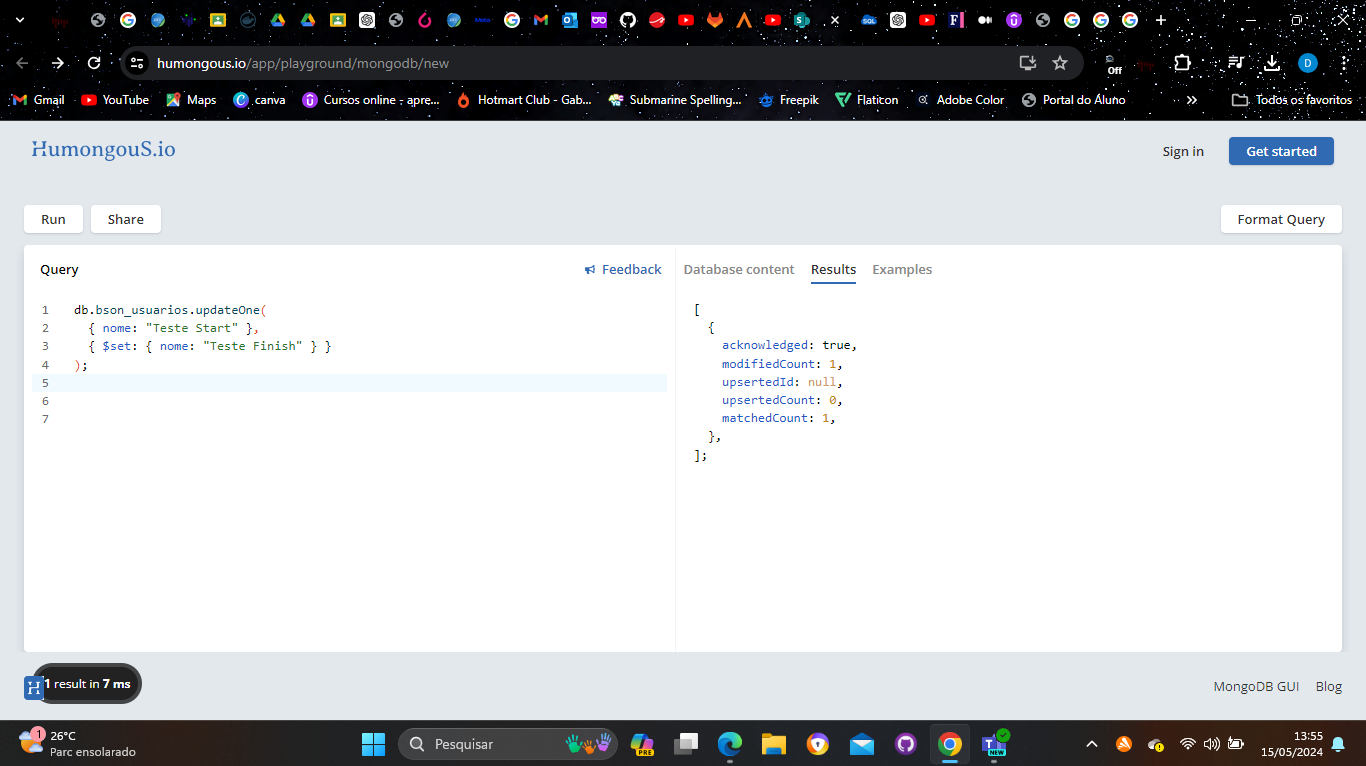 humongous.io/app/playground/mongodb/new
Off
D
Gmail
YouTube
Maps
canva
Cursos online - apre...
Hotmart Club - Gab...
Submarine Spelling...
Freepik
Flaticon
Adobe Color
Portal do Aluno
Todos os favoritos
HumongouS.io
Sign in
Get started
Run
Share
Format Query
Query
Feedback
Database content
Results
Examples
1 db.bson_usuarios.updateOne(
2 { nome: "Teste Start" },
3 { $set: { nome: "Teste Finish" } }
4 );
5
6
7
[
{
acknowledged: true,
modifiedCount: 1,
upsertedId: null,
upsertedCount: 0,
matchedCount: 1,
},
];
H
1 result in 7 ms
MongoDB GUI
Blog
1
26°C
Parc ensolarado
Pesquisar
PRE
NEW
13:55
15/05/2024